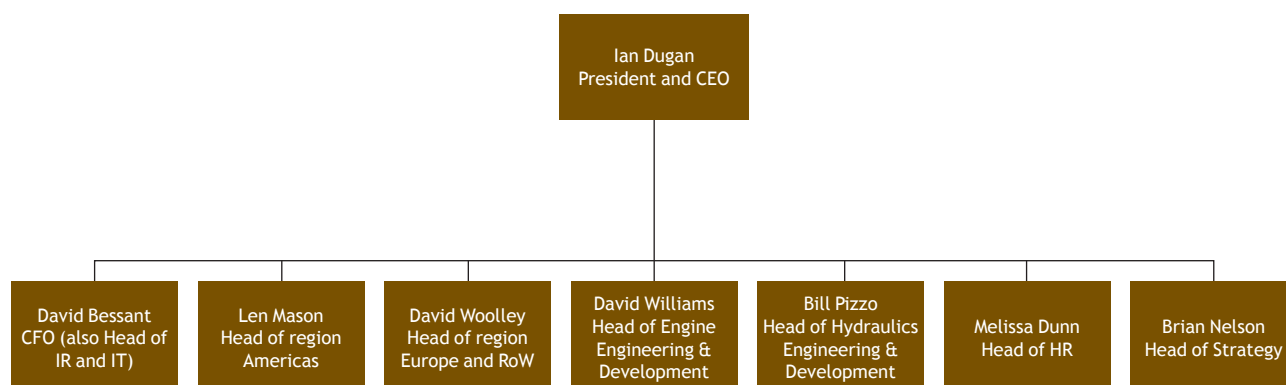 Ian Dugan
President and CEO
David Bessant
CFO (also Head of
IR and IT)
Len Mason
Head of region
Americas
David Woolley
Head of region
Europe and RoW
David Williams
Head of Engine
Engineering &
Development
Bill Pizzo
Head of Hydraulics
Engineering &
Development
Melissa Dunn
Head of HR
Brian Nelson
Head of Strategy